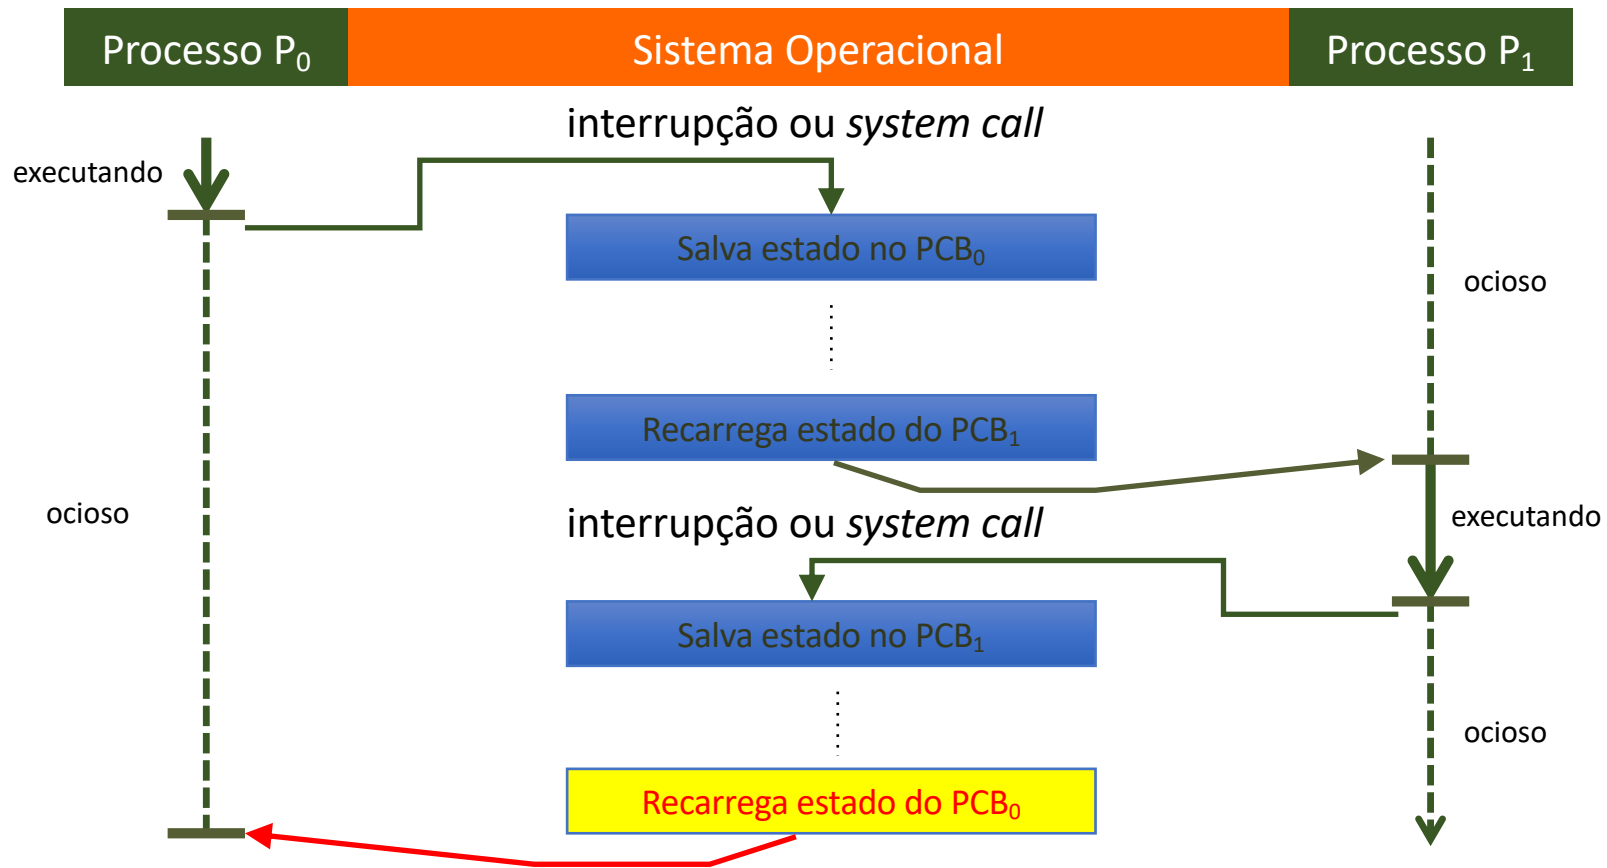 Processo P₀
Sistema Operacional
Processo P₁
interrupção ou system call
executando
Salva estado no PCB₀
ocioso
Recarrega estado do PCB₁
ocioso
interrupção ou system call
executando
Salva estado no PCB₁
ocioso
Recarrega estado do PCB₀